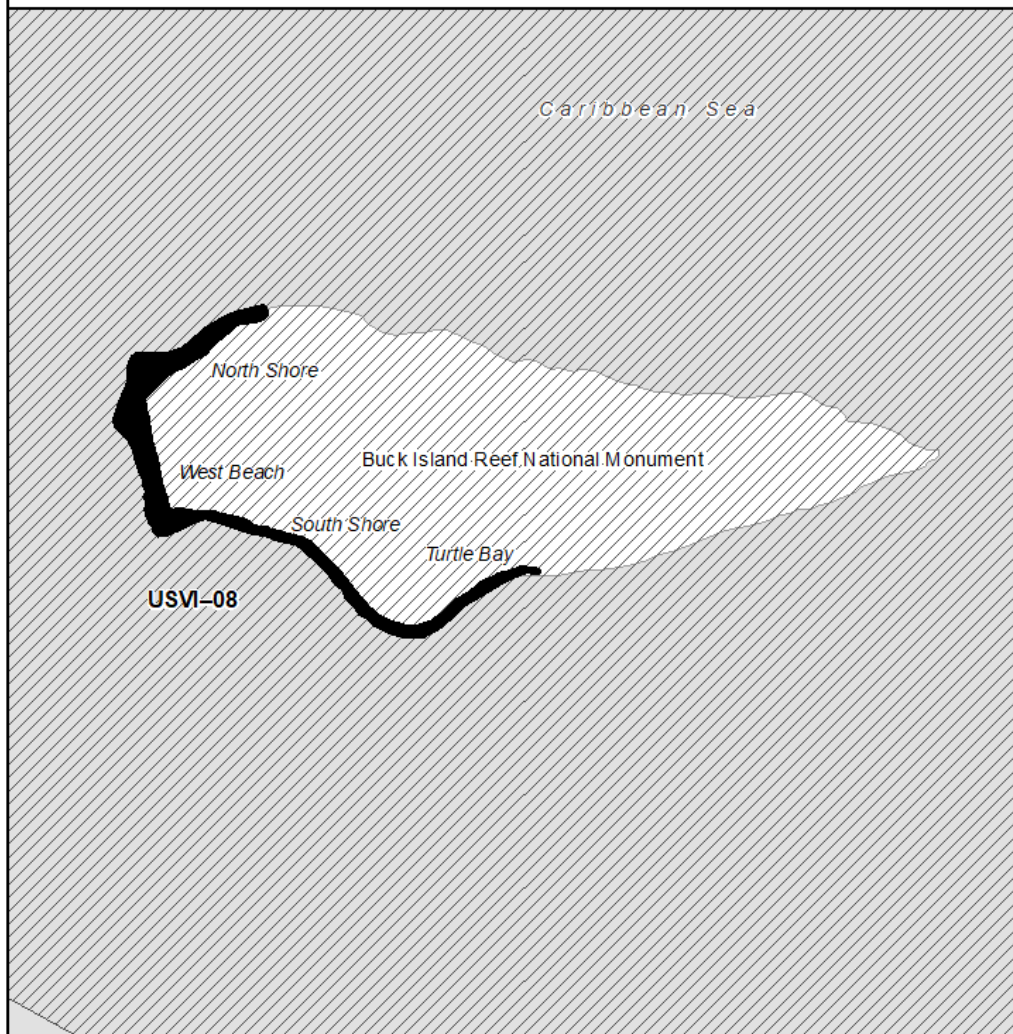 Caribbean Sea
North Shore
Buck Island Reef National Monument
West Beach
South Shore
Turtle Bay
USVI–08